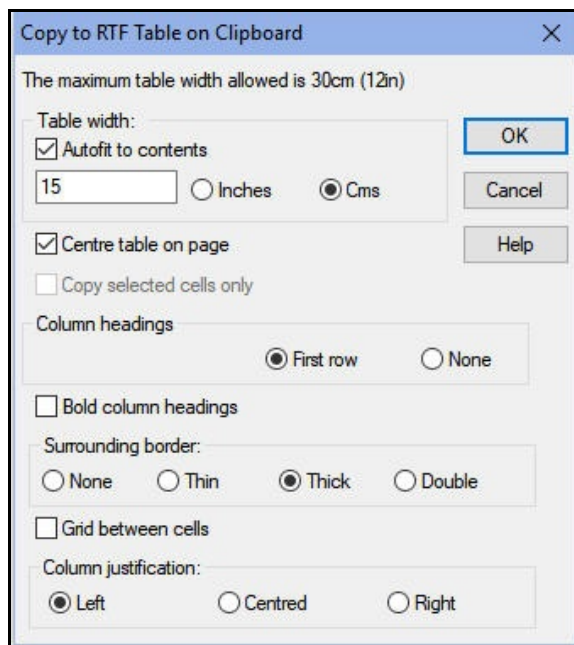 Copy to RTF Table on Clipboard
The maximum table width allowed is 30cm (12in)
Table width:
Autofit to contents
OK
15 Inches Cms
Cancel
Centre table on page
Help
Copy selected cells only
Column headings
First row None
Bold column headings
Surrounding border:
None Thin Thick Double
Grid between cells
Column justification:
Left Centred Right